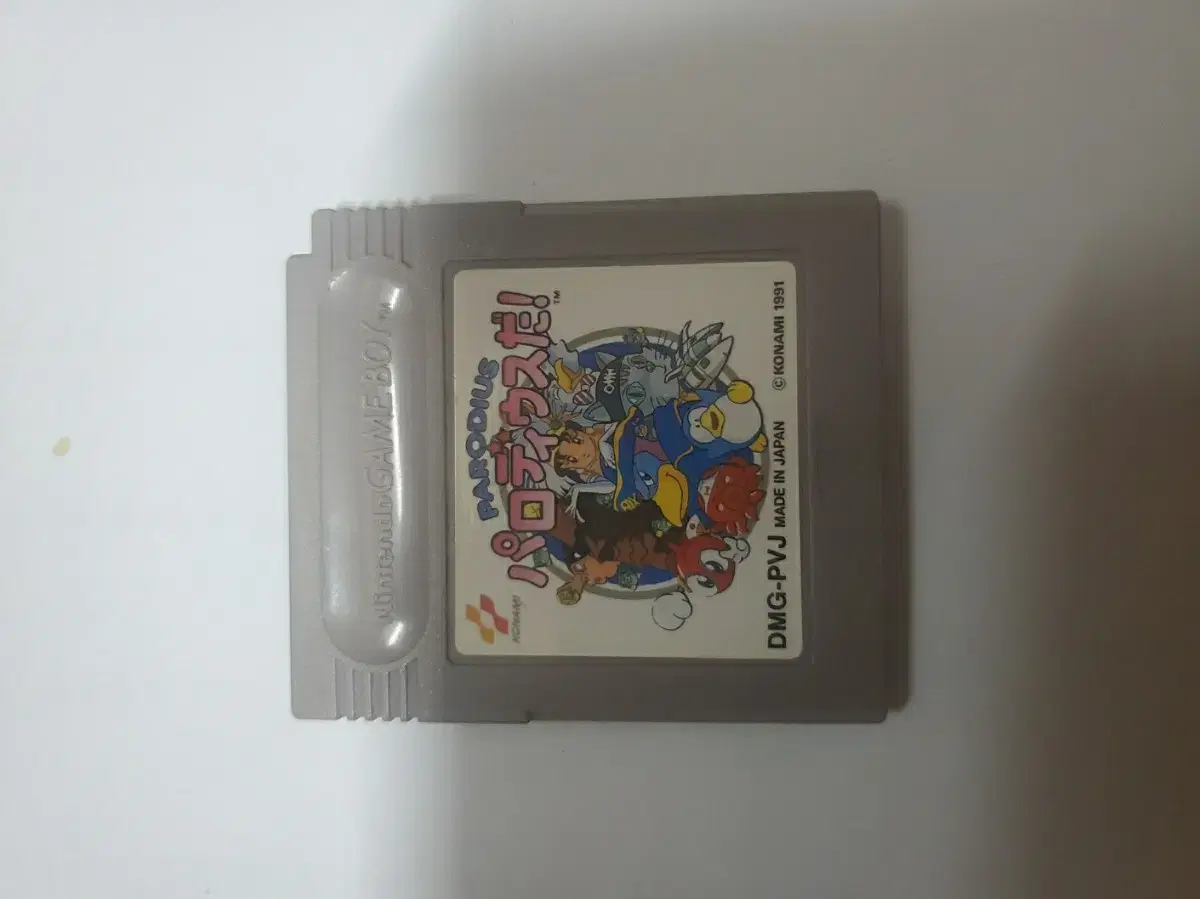 Nintendo GAME BOY TM
KONAMI
PARODIUS
パロディウスだ!
TM
DMG-PVJ MADE IN JAPAN © KONAMI 1991